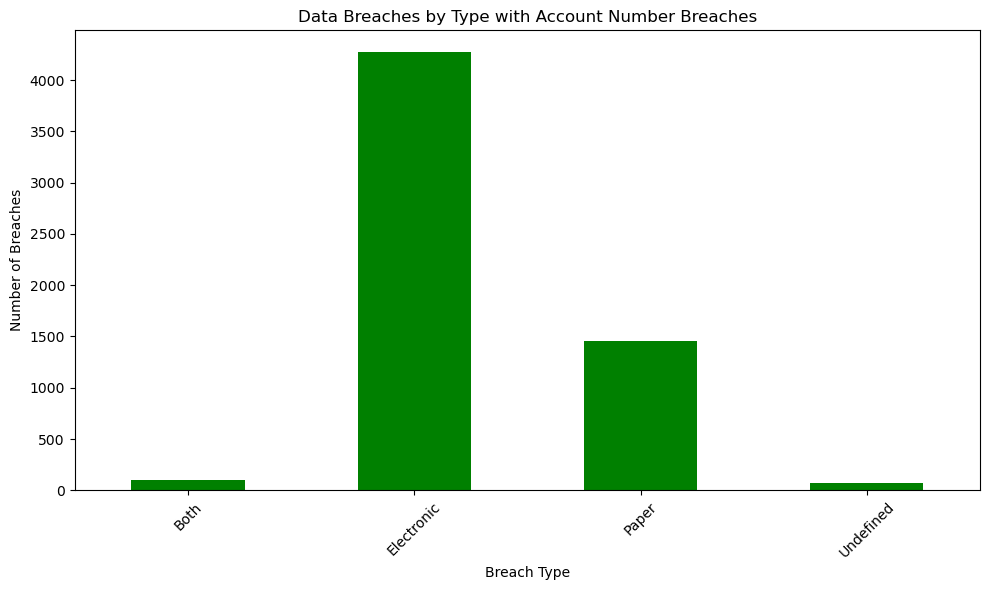 Data Breaches by Type with Account Number Breaches
Number of Breaches
4000
3500
3000
2500
2000
1500
1000
500
0
Both
Electronic
Paper
Undefined
Breach Type